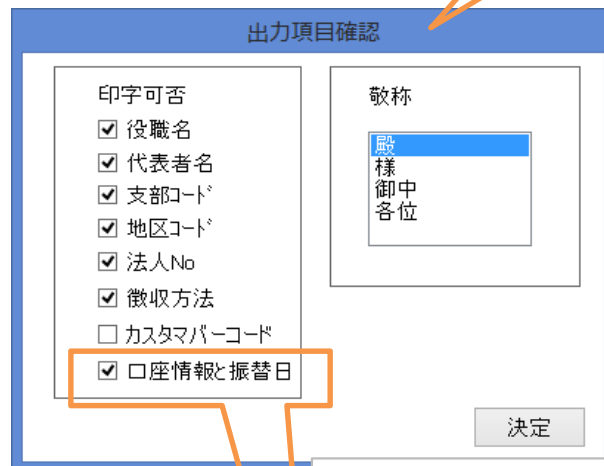 出力項目確認
印字可否
役職名
代表者名
支部ｺｰﾄﾞ
地区ｺｰﾄﾞ
法人No
徴収方法
ｶｽﾀﾏﾊﾞｰｺｰﾄﾞ
口座情報と振替日
敬称
殿
様
御中
各位
決定